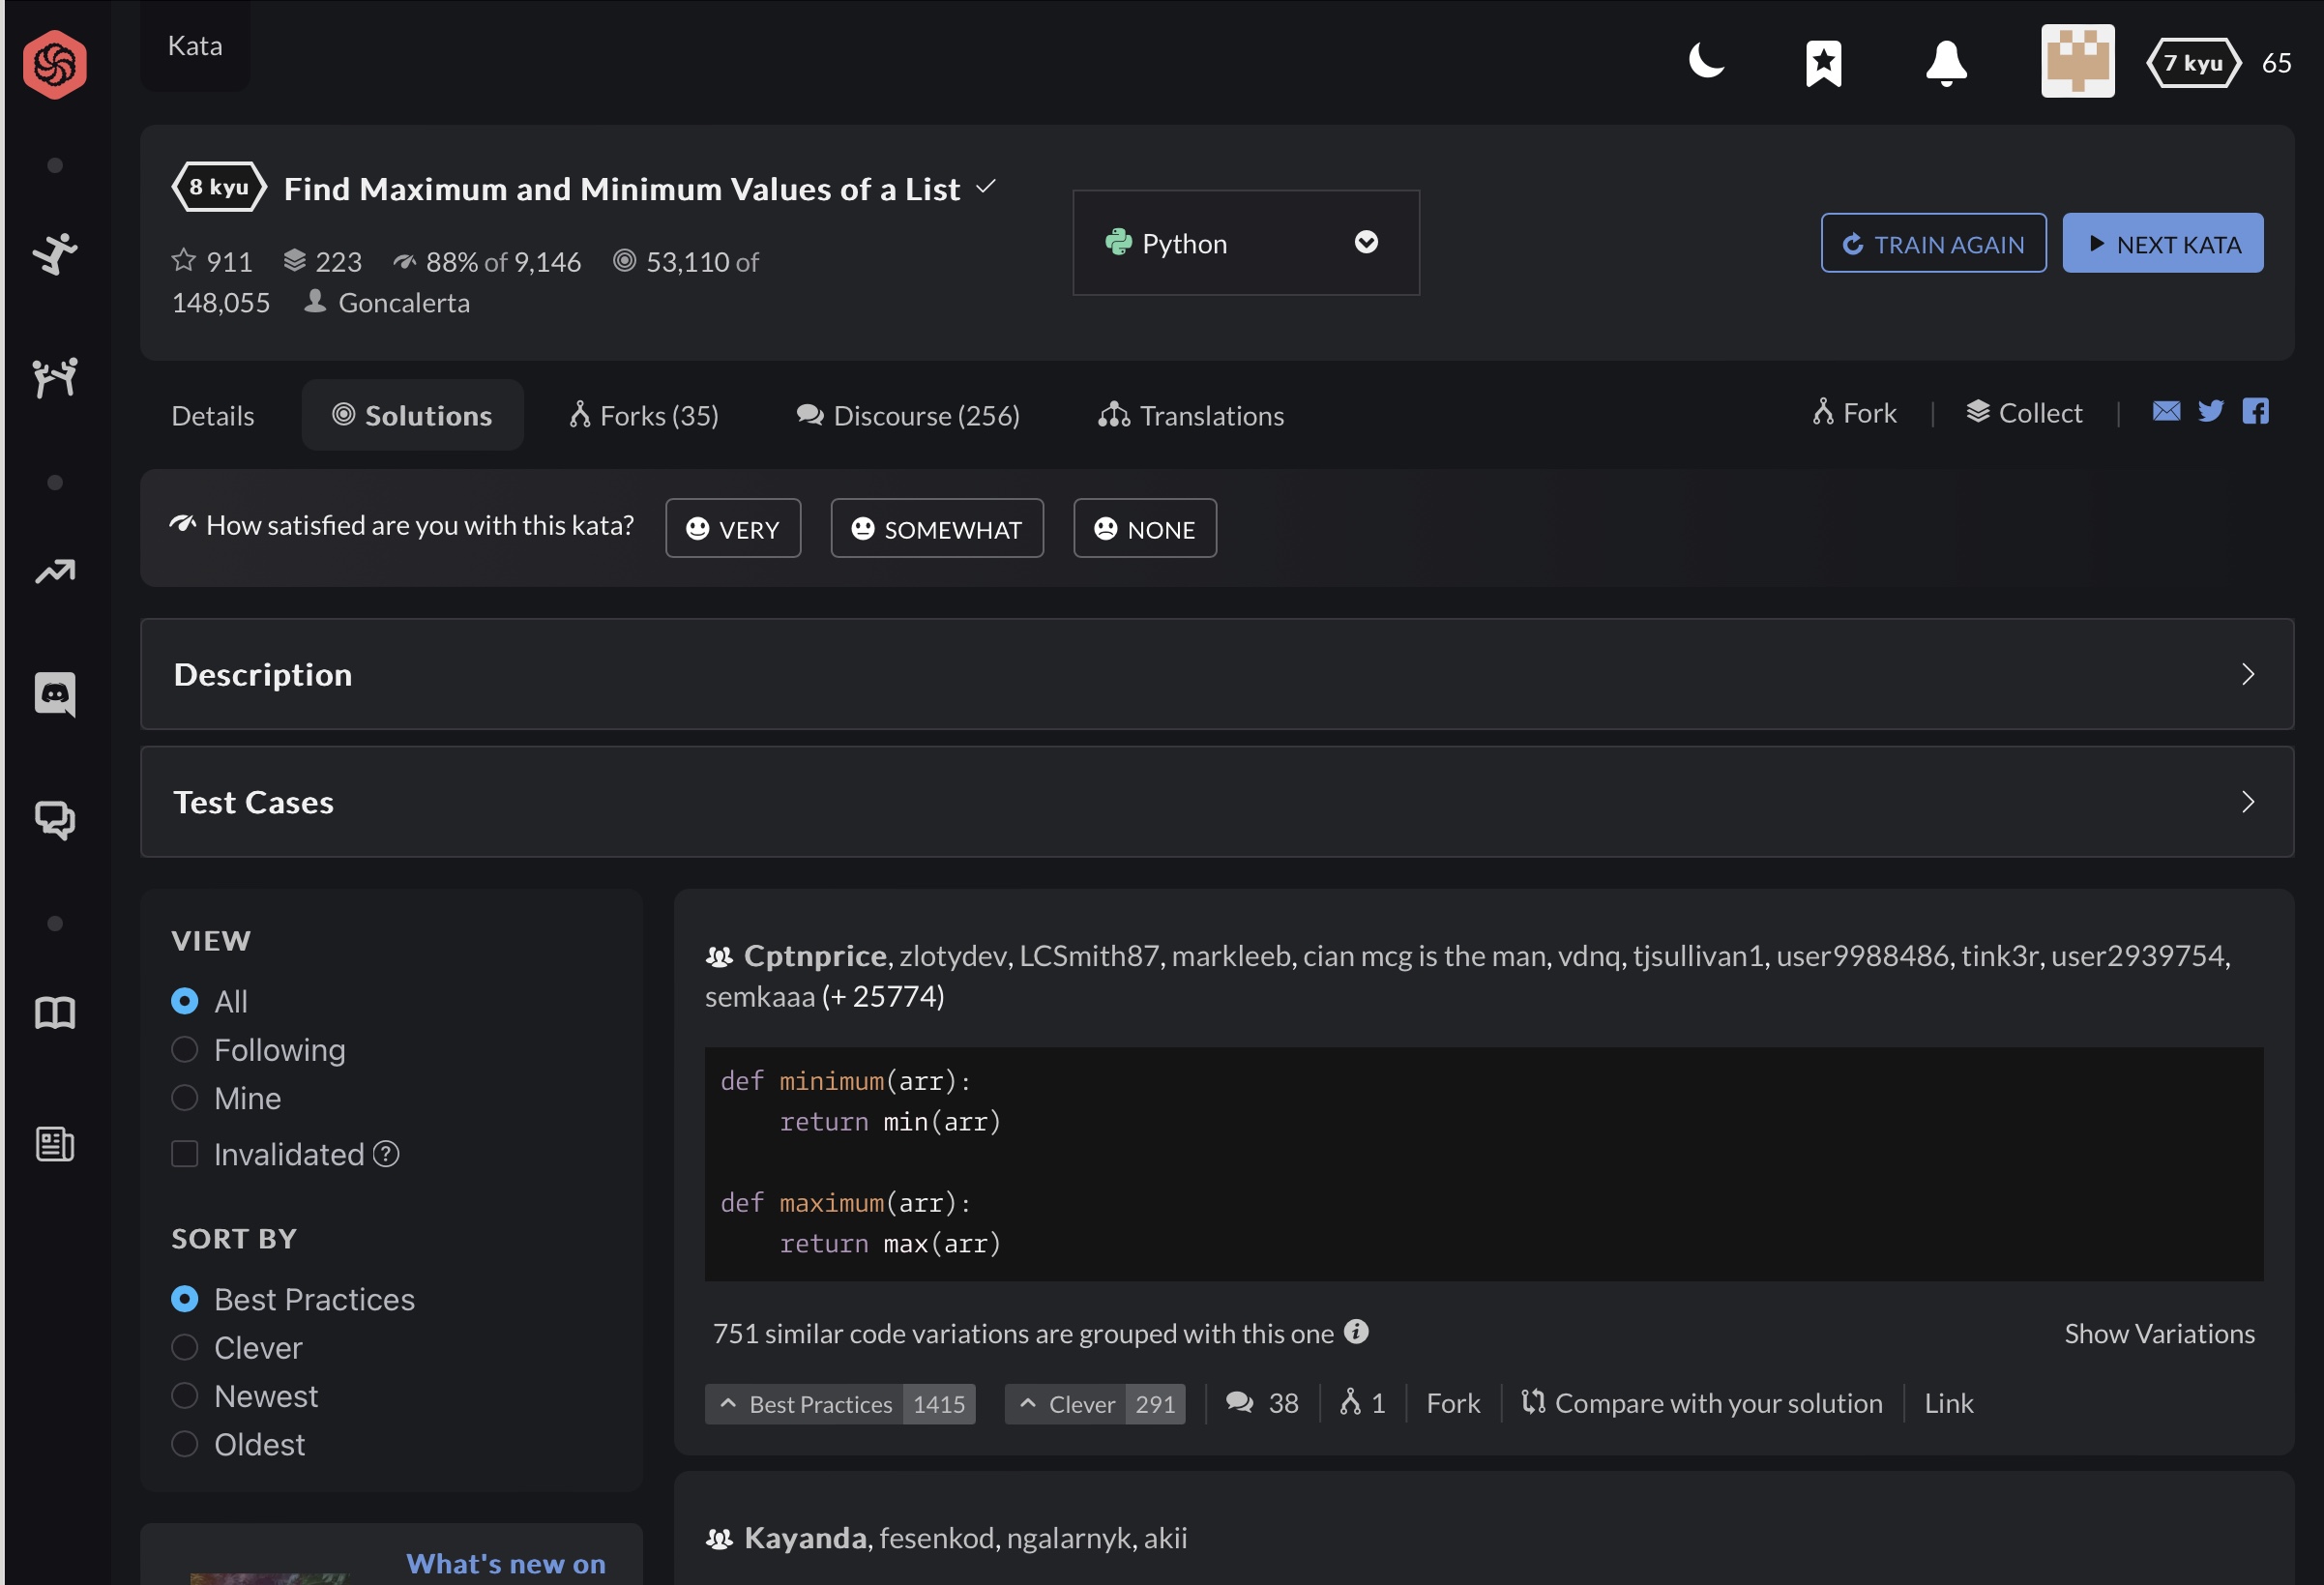 Kata
7 kyu 65
8 kyu Find Maximum and Minimum Values of a List
911 223 88% of 9,146 53,110 of
148,055 Goncalerta
Python
TRAIN AGAIN
NEXT KATA
Details Solutions Forks (35) Discourse (256) Translations
Fork | Collect |
How satisfied are you with this kata? VERY SOMEWHAT NONE
Description
Test Cases
VIEW
All
Following
Mine
Invalidated ?
SORT BY
Best Practices
Clever
Newest
Oldest
What's new on
Cptnprice, zlotydev, LCSmith87, markleeb, cian mcg is the man, vdnq, tjsullivan1, user9988486, tink3r, user2939754,
semkaaa (+ 25774)
def minimum(arr):
    return min(arr)
def maximum(arr):
    return max(arr)
751 similar code variations are grouped with this one
Show Variations
Best Practices 1415 Clever 291 38 1 Fork Compare with your solution Link
Kayanda, fesenkod, ngalarnyk, akii